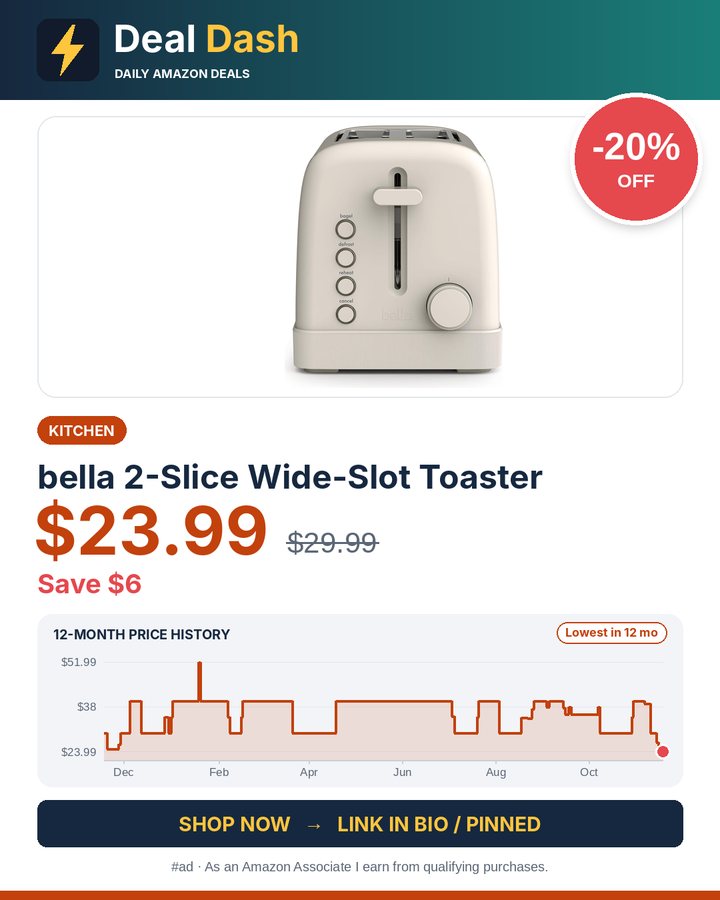 Deal Dash
DAILY AMAZON DEALS
-20%
OFF
bagel
defrost
reheat
cancel
bella
KITCHEN
bella 2-Slice Wide-Slot Toaster
$23.99 $29.99
Save $6
12-MONTH PRICE HISTORY
Lowest in 12 mo
$51.99
$38
$23.99
Dec Feb Apr Jun Aug Oct
SHOP NOW → LINK IN BIO / PINNED
#ad · As an Amazon Associate I earn from qualifying purchases.